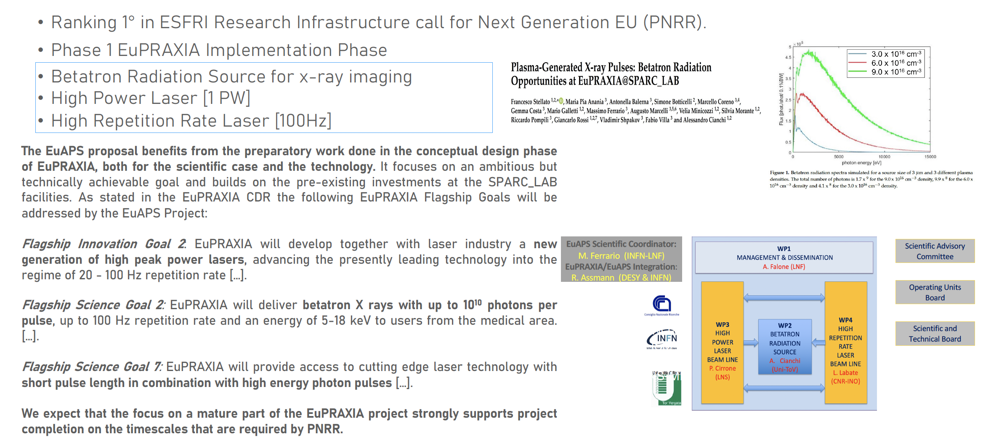 • Ranking 1° in ESFRI Research Infrastructure call for Next Generation EU (PNRR).
• Phase 1 EuPRAXIA Implementation Phase
• Betatron Radiation Source for x-ray imaging
• High Power Laser [1 PW]
• High Repetition Rate Laser [100Hz]
The EuAPS proposal benefits from the preparatory work done in the conceptual design phase
of EuPRAXIA, both for the scientific case and the technology. It focuses on an ambitious but
technically achievable goal and builds on the pre-existing investments at the SPARC_LAB
facilities. As stated in the EuPRAXIA CDR the following EuPRAXIA Flagship Goals will be
addressed by the EuAPS Project:
Flagship Innovation Goal 2: EuPRAXIA will develop together with laser industry a new
generation of high peak power lasers, advancing the presently leading technology into the
regime of 20 - 100 Hz repetition rate [...].
Flagship Science Goal 2: EuPRAXIA will deliver betatron X rays with up to 10¹⁰ photons per
pulse, up to 100 Hz repetition rate and an energy of 5-18 keV to users from the medical area.
[...].
Flagship Science Goal 7: EuPRAXIA will provide access to cutting edge laser technology with
short pulse length in combination with high energy photon pulses [...].
We expect that the focus on a mature part of the EuPRAXIA project strongly supports project
completion on the timescales that are required by PNRR.
Plasma-Generated X-ray Pulses: Betatron Radiation
Opportunities at EuPRAXIA@SPARC_LAB
Francesco Stellato ¹,²,*, Maria Pia Anania ³, Antonella Balerna ³, Simone Botticelli ², Marcello Coreno ³,⁴,
Gemma Costa ³, Mario Galletti ¹,², Massimo Ferrario ³, Augusto Marcelli ³,⁵,⁶, Velia Minicozzi ¹,², Silvia Morante ¹,²,
Riccardo Pompili ³, Giancarlo Rossi ¹,²,⁷, Vladimir Shpakov ³, Fabio Villa ³ and Alessandro Cianchi ¹,²
× 10⁵
5
4.5
4
3.5
3
2.5
2
1.5
1
0.5
0
Flux [phot./shot/ 0.1%BW]
3.0 x 10¹⁶ cm⁻³
6.0 x 10¹⁶ cm⁻³
9.0 x 10¹⁶ cm⁻³
0 5000 10000 15000
photon energy [eV]
Figure 1. Betatron radiation spectra simulated for a source size of 3 μm and 3 different plasma
densities. The total number of photons is 1.7 x ⁹ for the 9.0 x 10¹⁶ cm⁻³ density, 9.9 x ⁸ for the 6.0 x
10¹⁶ cm⁻³ density and 4.1 x ⁸ for the 3.0 x 10¹⁶ cm⁻³ density.
EuAPS Scientific Coordinator:
M. Ferrario (INFN-LNF)
EuPRAXIA/EuAPS Integration:
R. Assmann (DESY & INFN)
Consiglio Nazionale Ricerche
INFN
Tor Vergata
WP1
MANAGEMENT & DISSEMINATION
A. Falone (LNF)
WP3
HIGH
POWER
LASER
BEAM LINE
P. Cirrone
(LNS)
WP2
BETATRON
RADIATION
SOURCE
A. Cianchi
(Uni-ToV)
WP4
HIGH
REPETITION
RATE
LASER
BEAM LINE
L. Labate
(CNR-INO)
Scientific Advisory
Committee
Operating Units
Board
Scientific and
Technical Board